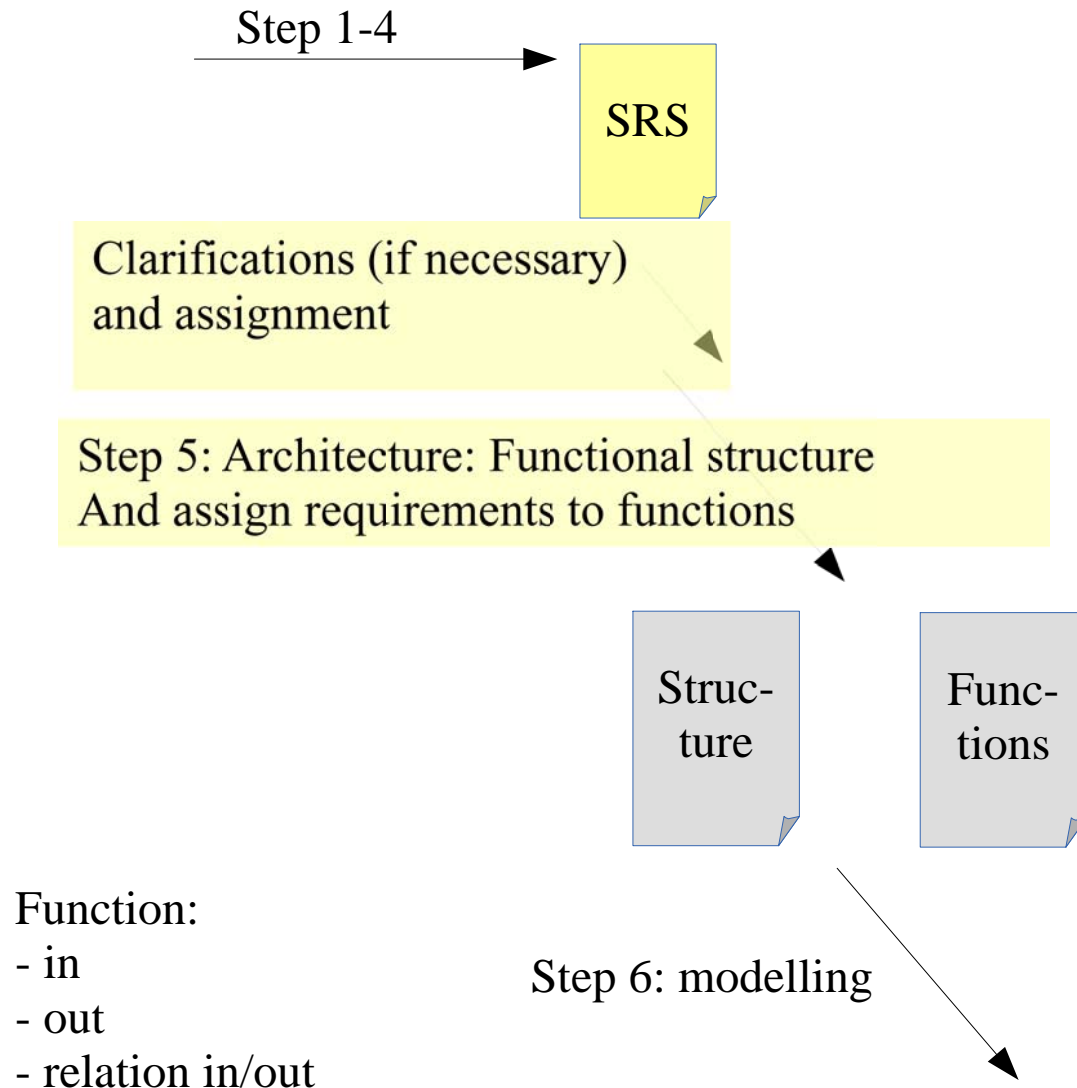 Step 1-4
SRS
Clarifications (if necessary)
and assignment
Step 5: Architecture: Functional structure
And assign requirements to functions
Struc-
ture
Func-
tions
Function:
- in
- out
- relation in/out
Step 6: modelling